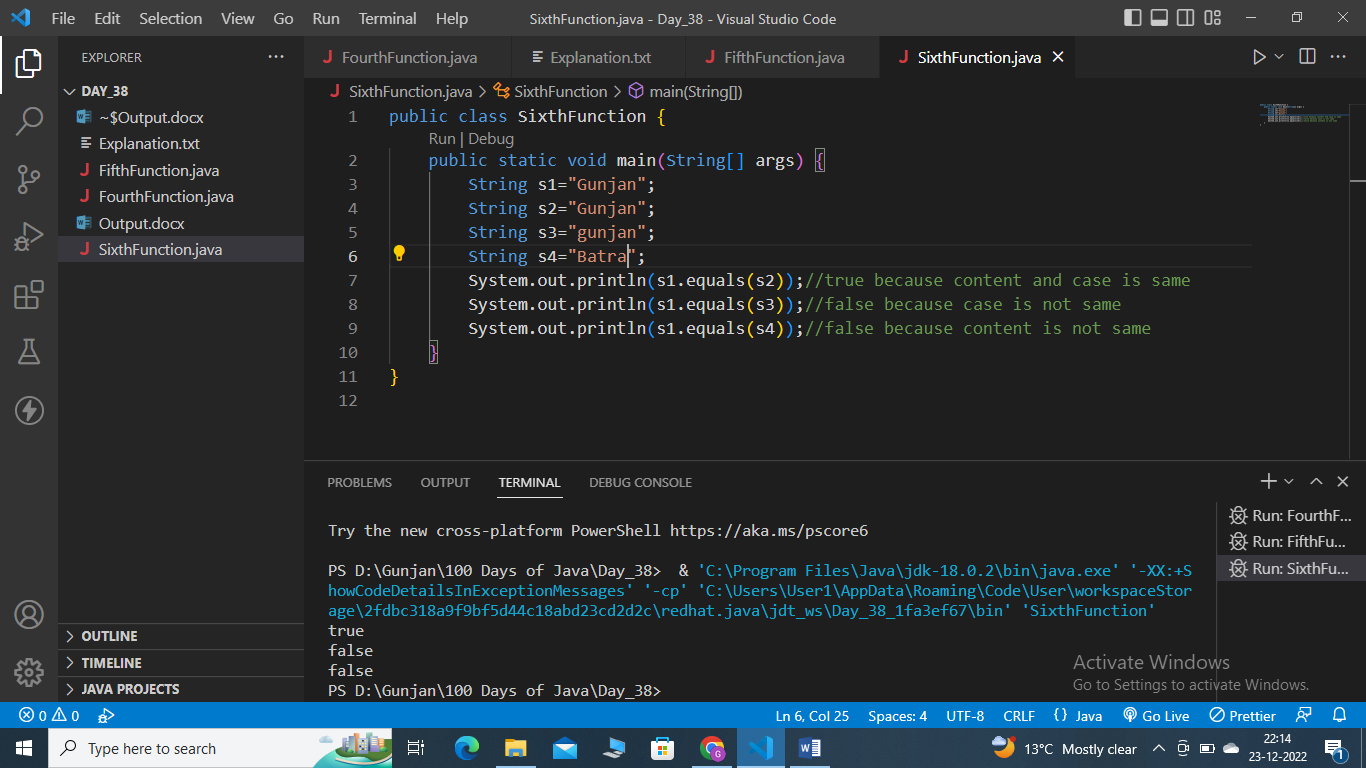 File Edit Selection View Go Run Terminal Help SixthFunction.java - Day_38 - Visual Studio Code
EXPLORER ···
DAY_38
~$Output.docx
Explanation.txt
FifthFunction.java
FourthFunction.java
Output.docx
SixthFunction.java
OUTLINE
TIMELINE
JAVA PROJECTS
FourthFunction.java Explanation.txt FifthFunction.java SixthFunction.java
SixthFunction.java > SixthFunction > main(String[])
1 public class SixthFunction {
Run | Debug
2 public static void main(String[] args) {
3 String s1="Gunjan";
4 String s2="Gunjan";
5 String s3="gunjan";
6 String s4="Batra";
7 System.out.println(s1.equals(s2));//true because content and case is same
8 System.out.println(s1.equals(s3));//false because case is not same
9 System.out.println(s1.equals(s4));//false because content is not same
10 }
11 }
12
PROBLEMS OUTPUT TERMINAL DEBUG CONSOLE
Try the new cross-platform PowerShell https://aka.ms/pscore6
PS D:\Gunjan\100 Days of Java\Day_38> & 'C:\Program Files\Java\jdk-18.0.2\bin\java.exe' '-XX:+S
howCodeDetailsInExceptionMessages' '-cp' 'C:\Users\User1\AppData\Roaming\Code\User\workspaceStor
age\2fdbc318a9f9bf5d44c18abd23cd2d2c\redhat.java\jdt_ws\Day_38_1fa3ef67\bin' 'SixthFunction'
true
false
false
PS D:\Gunjan\100 Days of Java\Day_38>
Run: FourthF...
Run: FifthFu...
Run: SixthFu...
Activate Windows
Go to Settings to activate Windows.
0 0 Ln 6, Col 25 Spaces: 4 UTF-8 CRLF {} Java Go Live Prettier
Type here to search 13°C Mostly clear 22:14
23-12-2022 1